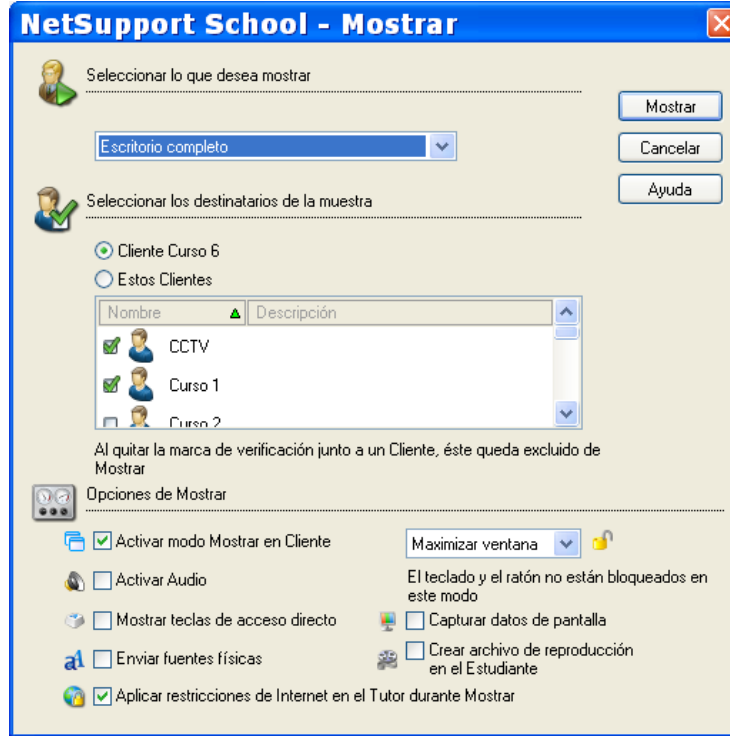 NetSupport School - Mostrar
Seleccionar lo que desea mostrar
Mostrar
Escritorio completo
Cancelar
Ayuda
Seleccionar los destinatarios de la muestra
Cliente Curso 6
Estos Clientes
Nombre Descripción
CCTV
Curso 1
Curso 2
Al quitar la marca de verificación junto a un Cliente, éste queda excluido de
Mostrar
Opciones de Mostrar
Activar modo Mostrar en Cliente
Maximizar ventana
Activar Audio
El teclado y el ratón no están bloqueados en
este modo
Mostrar teclas de acceso directo
Capturar datos de pantalla
Enviar fuentes físicas
Crear archivo de reproducción
en el Estudiante
Aplicar restricciones de Internet en el Tutor durante Mostrar